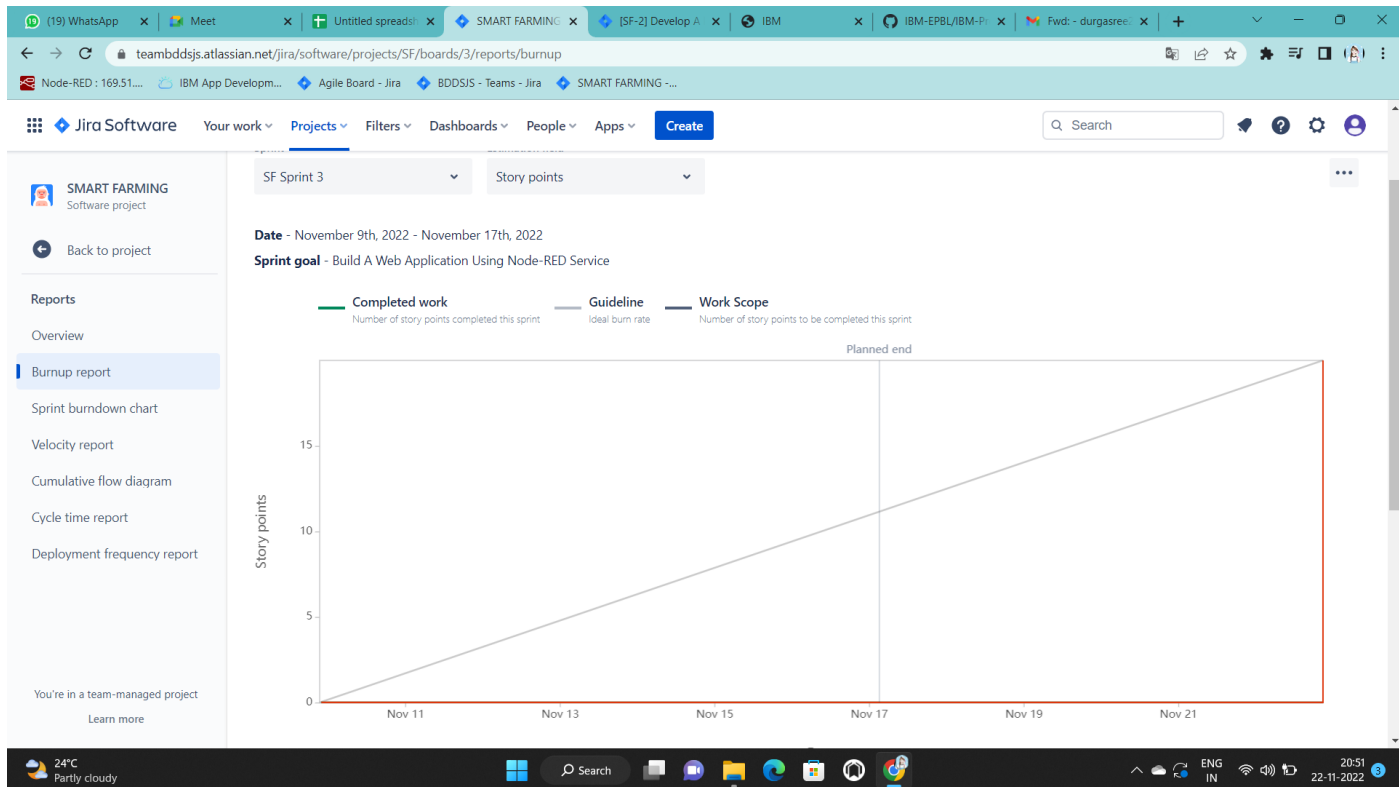 (19) WhatsApp
Meet
Untitled spreadsh
SMART FARMING
[SF-2] Develop A
IBM
IBM-EPBL/IBM-Pr
Fwd: - durgasree2
teambddsjs.atlassian.net/jira/software/projects/SF/boards/3/reports/burnup
Node-RED : 169.51....
IBM App Developm...
Agile Board - Jira
BDDSJS - Teams - Jira
SMART FARMING -...
Jira Software
Your work
Projects
Filters
Dashboards
People
Apps
Create
Search
SMART FARMING
Software project
Back to project
Reports
Overview
Burnup report
Sprint burndown chart
Velocity report
Cumulative flow diagram
Cycle time report
Deployment frequency report
You're in a team-managed project
Learn more
SF Sprint 3
Story points
Date - November 9th, 2022 - November 17th, 2022
Sprint goal - Build A Web Application Using Node-RED Service
Completed work
Number of story points completed this sprint
Guideline
Ideal burn rate
Work Scope
Number of story points to be completed this sprint
Planned end
Story points
15
10
5
0
Nov 11
Nov 13
Nov 15
Nov 17
Nov 19
Nov 21
24°C
Partly cloudy
Search
ENG
IN
20:51
22-11-2022
3